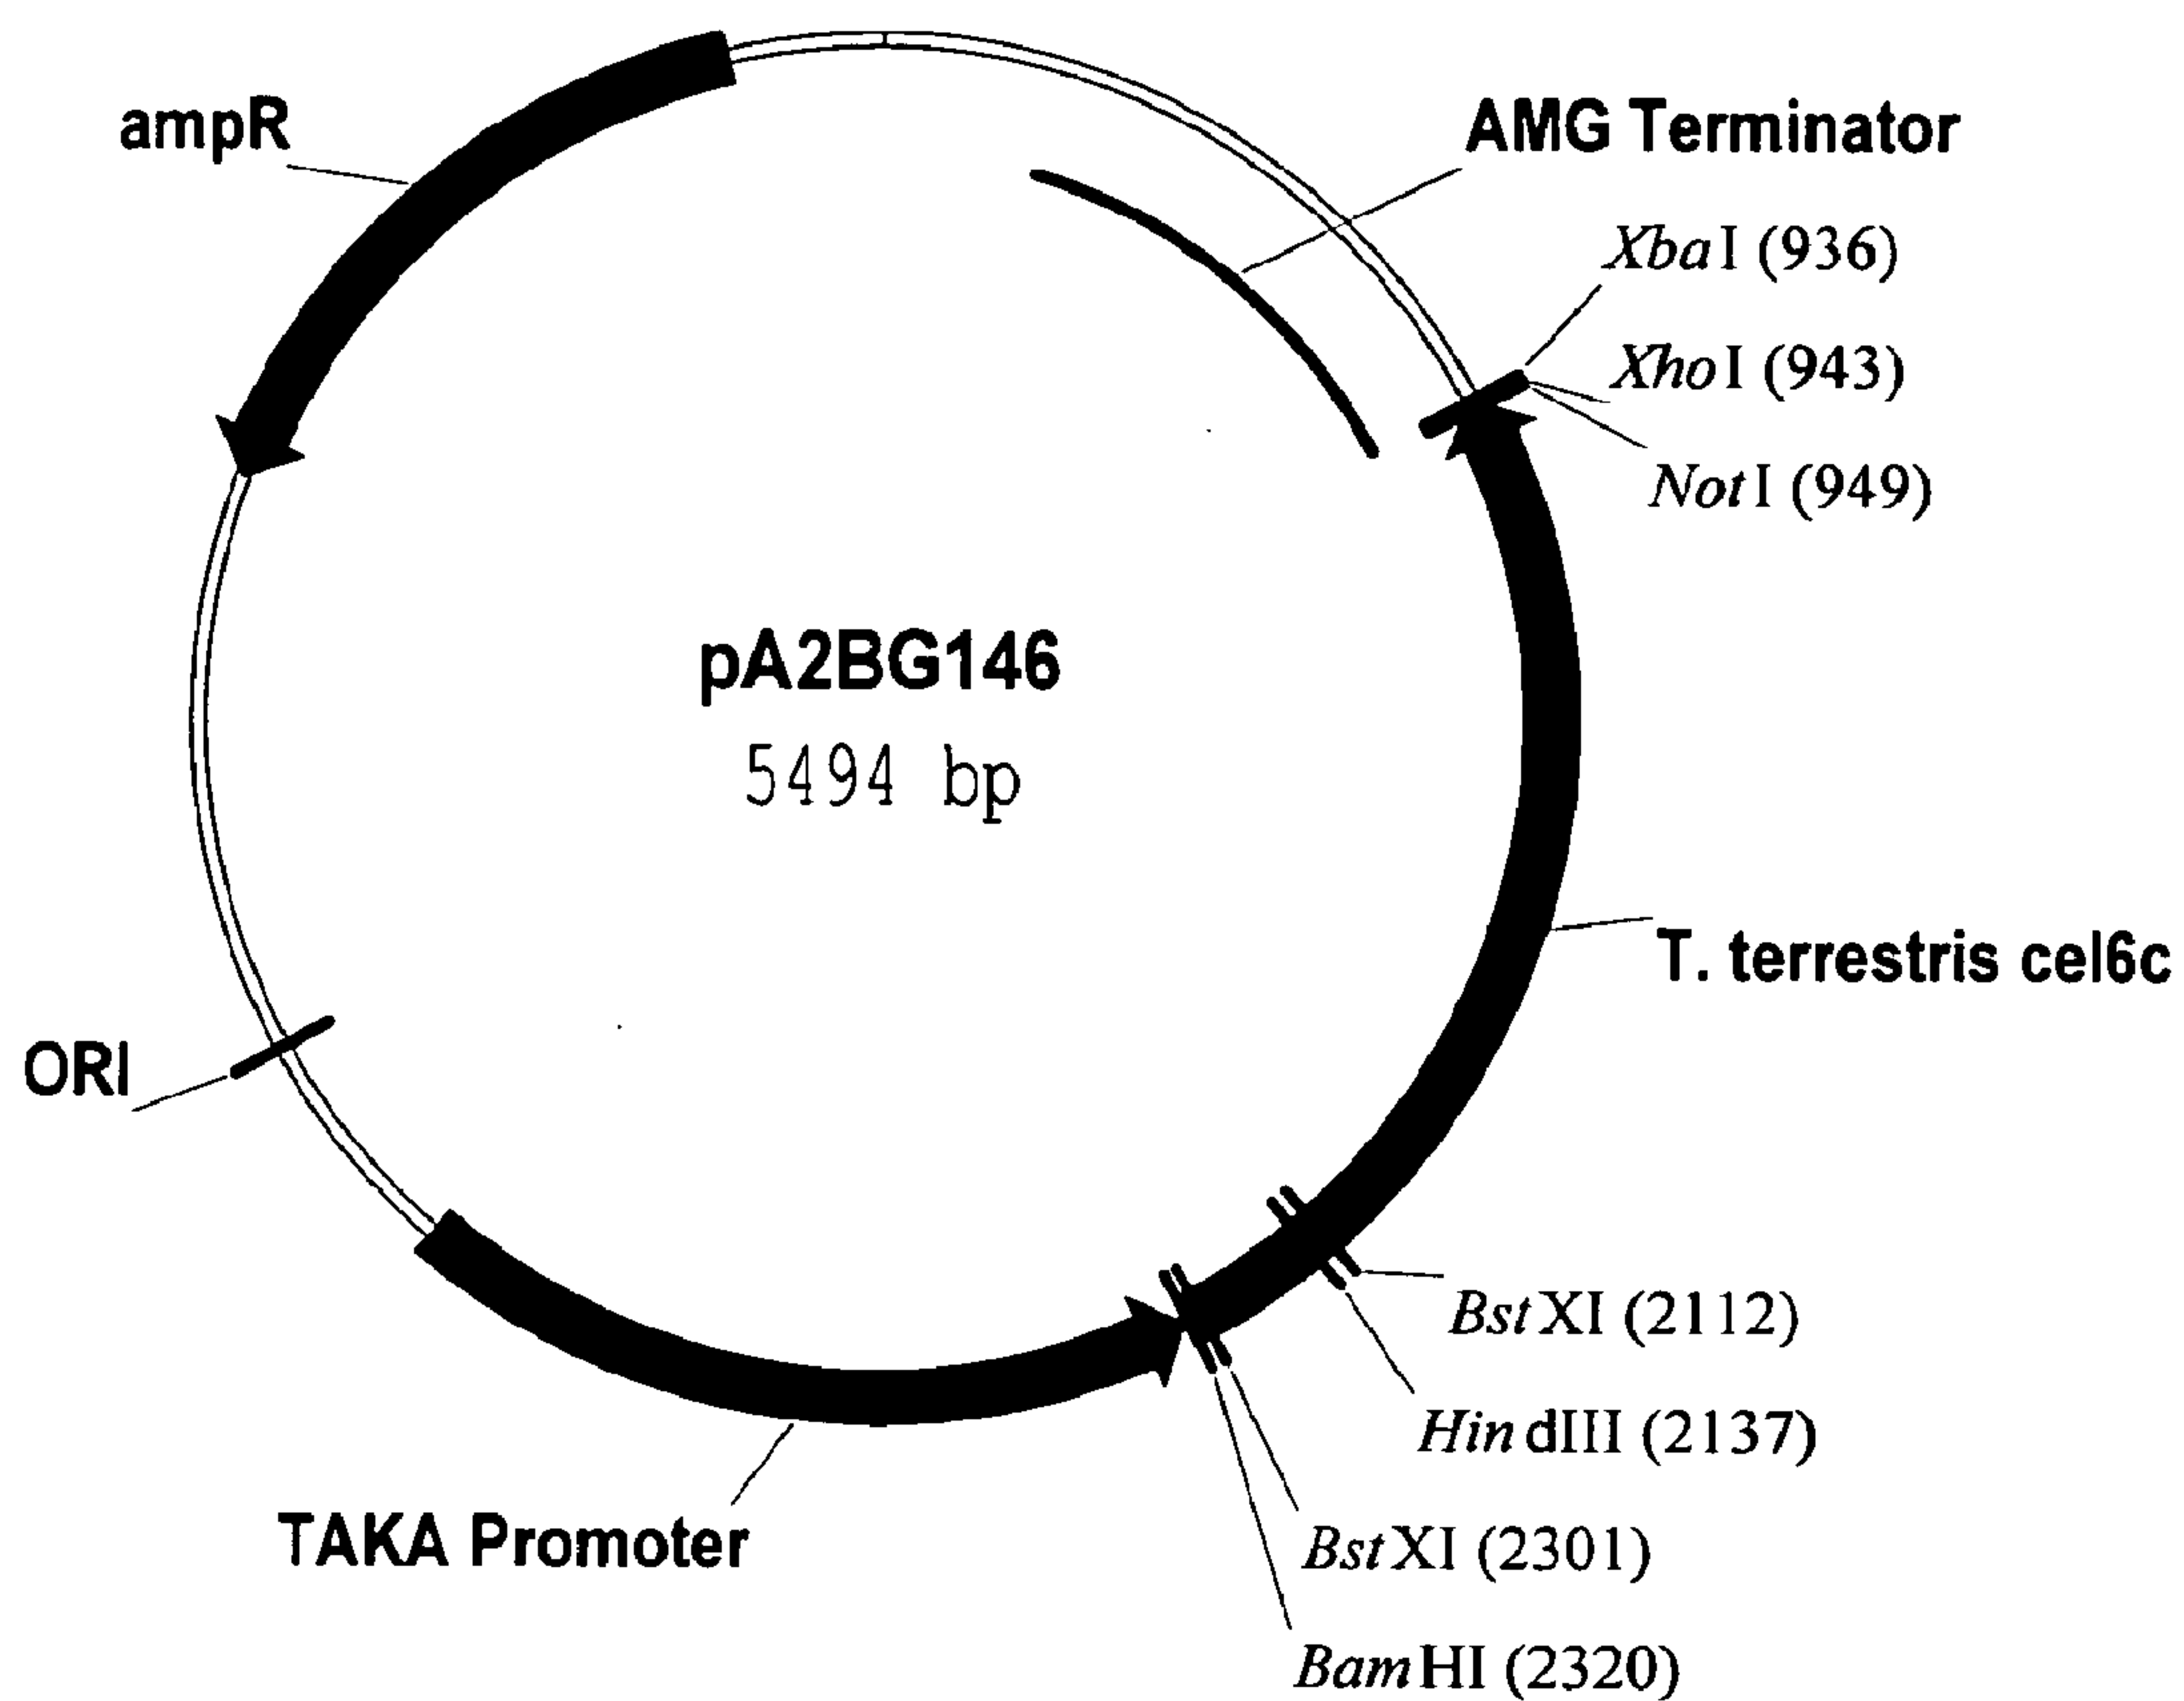 ampR
AMG Terminator
XbaI (936)
XhoI (943)
NotI (949)
pA2BG146
5494 bp
T. terrestris cel6c
ORI
BstXI (2112)
HindIII (2137)
TAKA Promoter
BstXI (2301)
BamHI (2320)